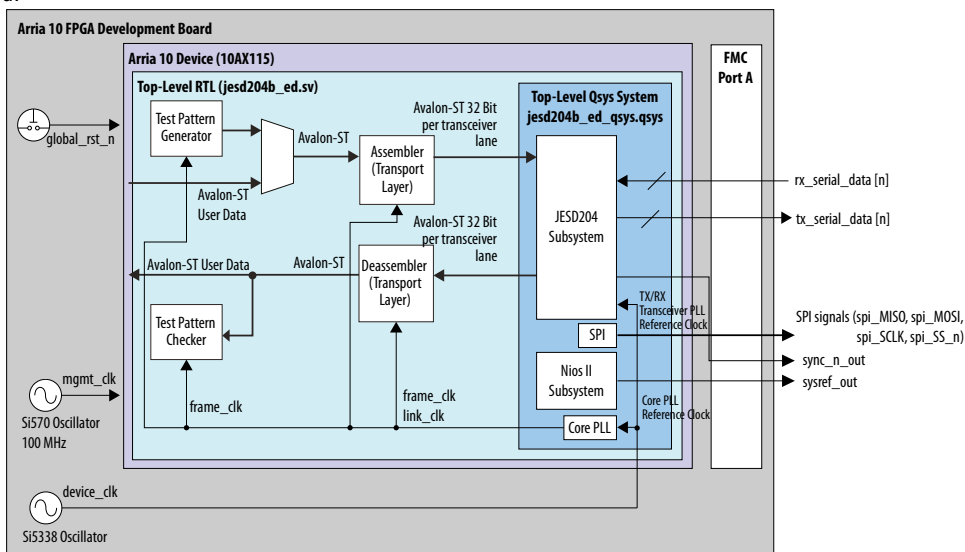 Arria 10 FPGA Development Board
Arria 10 Device (10AX115)
FMC
Port A
Top-Level RTL (jesd204b_ed.sv)
Top-Level Qsys System
jesd204b_ed_qsys.qsys
global_rst_n
Test Pattern
Generator
Avalon-ST
Avalon-ST
User Data
Assembler
(Transport
Layer)
Avalon-ST 32 Bit
per transceiver
lane
JESD204
Subsystem
rx_serial_data [n]
tx_serial_data [n]
Avalon-ST User Data
Avalon-ST
Deassembler
(Transport
Layer)
Avalon-ST 32 Bit
per transceiver
lane
Test Pattern
Checker
TX/RX
Transceiver PLL
Reference Clock
SPI
SPI signals (spi_MISO, spi_MOSI,
spi_SCLK, spi_SS_n)
sync_n_out
sysref_out
Nios II
Subsystem
mgmt_clk
Si570 Oscillator
100 MHz
frame_clk
frame_clk
link_clk
Core PLL
Core PLL
Reference Clock
device_clk
Si5338 Oscillator